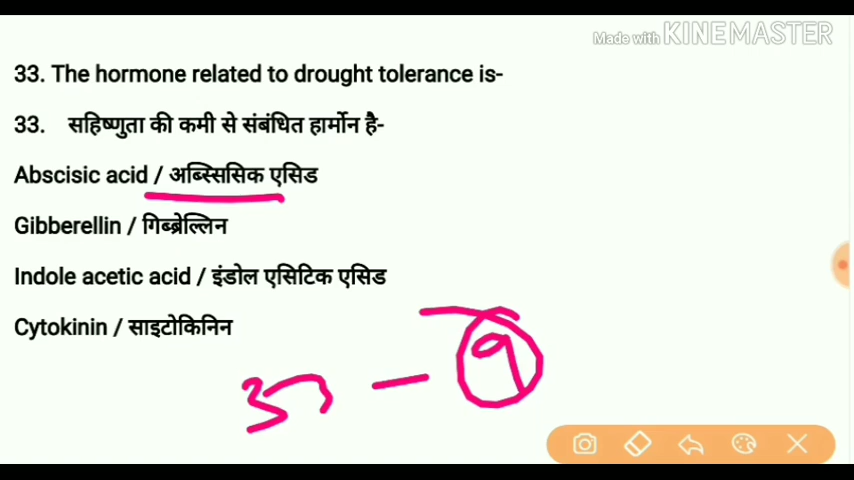 Made with KINEMASTER
33. The hormone related to drought tolerance is-
33. सहिष्णुता की कमी से संबंधित हार्मोन है-
Abscisic acid / अब्स्सिसिक एसिड
Gibberellin / गिब्ब्रेल्लिन
Indole acetic acid / इंडोल एसिटिक एसिड
Cytokinin / साइटोकिनिन